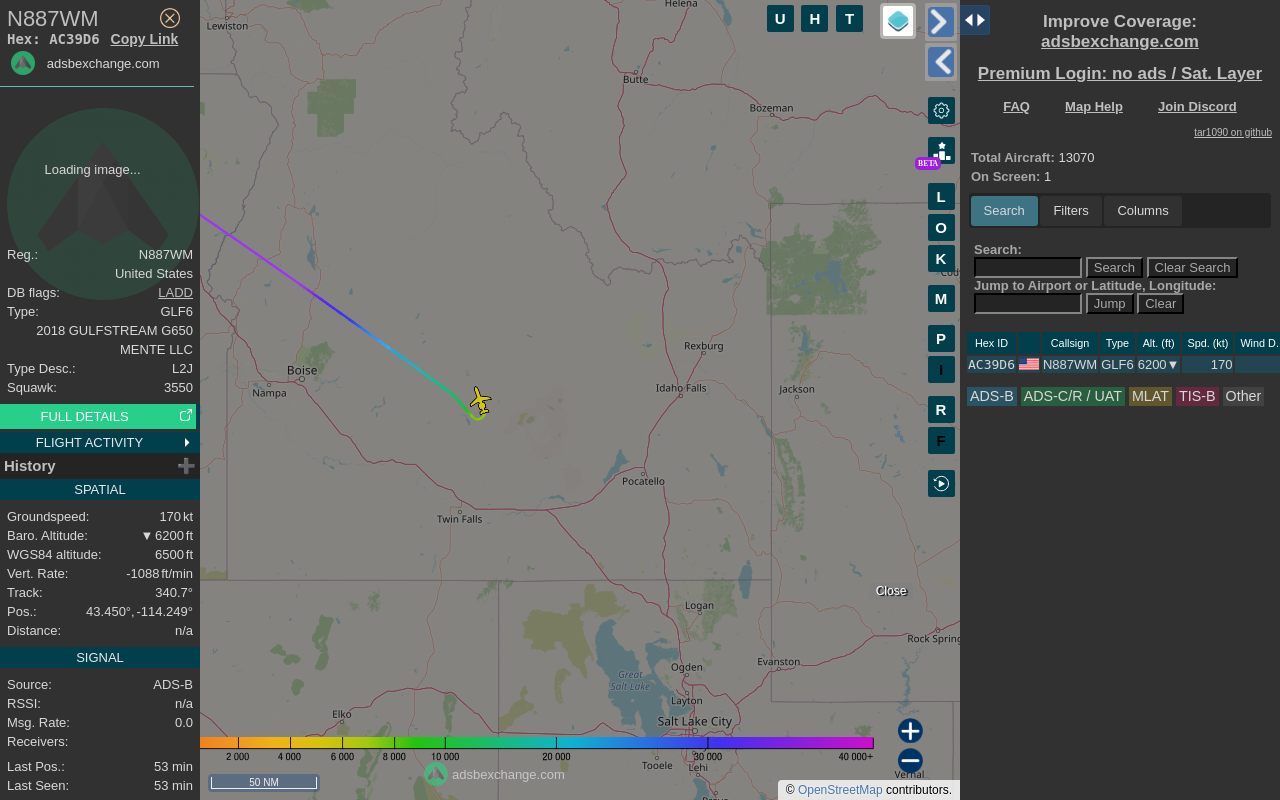 N887WM
Hex: AC39D6 Copy Link
adsbexchange.com
Loading image...
Reg.: N887WM
United States
DB flags: LADD
Type: GLF6
2018 GULFSTREAM G650
MENTE LLC
Type Desc.: L2J
Squawk: 3550
FULL DETAILS
FLIGHT ACTIVITY
History
SPATIAL
Groundspeed: 170 kt
Baro. Altitude: ▼ 6200 ft
WGS84 altitude: 6500 ft
Vert. Rate: -1088 ft/min
Track: 340.7°
Pos.: 43.450°, -114.249°
Distance: n/a
SIGNAL
Source: ADS-B
RSSI: n/a
Msg. Rate: 0.0
Receivers:
Last Pos.: 53 min
Last Seen: 53 min
Lewiston
Helena
Butte
Bozeman
Boise
Nampa
Rexburg
Idaho Falls
Jackson
Pocatello
Twin Falls
Logan
Rock Spring
Evanston
Ogden
Great
Salt Lake
Layton
Elko
Salt Lake City
Tooele
Lehi
Vernal
U H T
BETA
L
O
K
M
P
I
R
F
Close
2 000 4 000 6 000 8 000 10 000 20 000 30 000 40 000+
50 NM
adsbexchange.com
© OpenStreetMap contributors.
Improve Coverage:
adsbexchange.com
Premium Login: no ads / Sat. Layer
FAQ Map Help Join Discord
tar1090 on github
Total Aircraft: 13070
On Screen: 1
Search Filters Columns
Search:
Search Clear Search
Jump to Airport or Latitude, Longitude:
Jump Clear
Hex ID Callsign Type Alt. (ft) Spd. (kt) Wind D.
AC39D6 N887WM GLF6 6200▼ 170
ADS-B ADS-C/R / UAT MLAT TIS-B Other